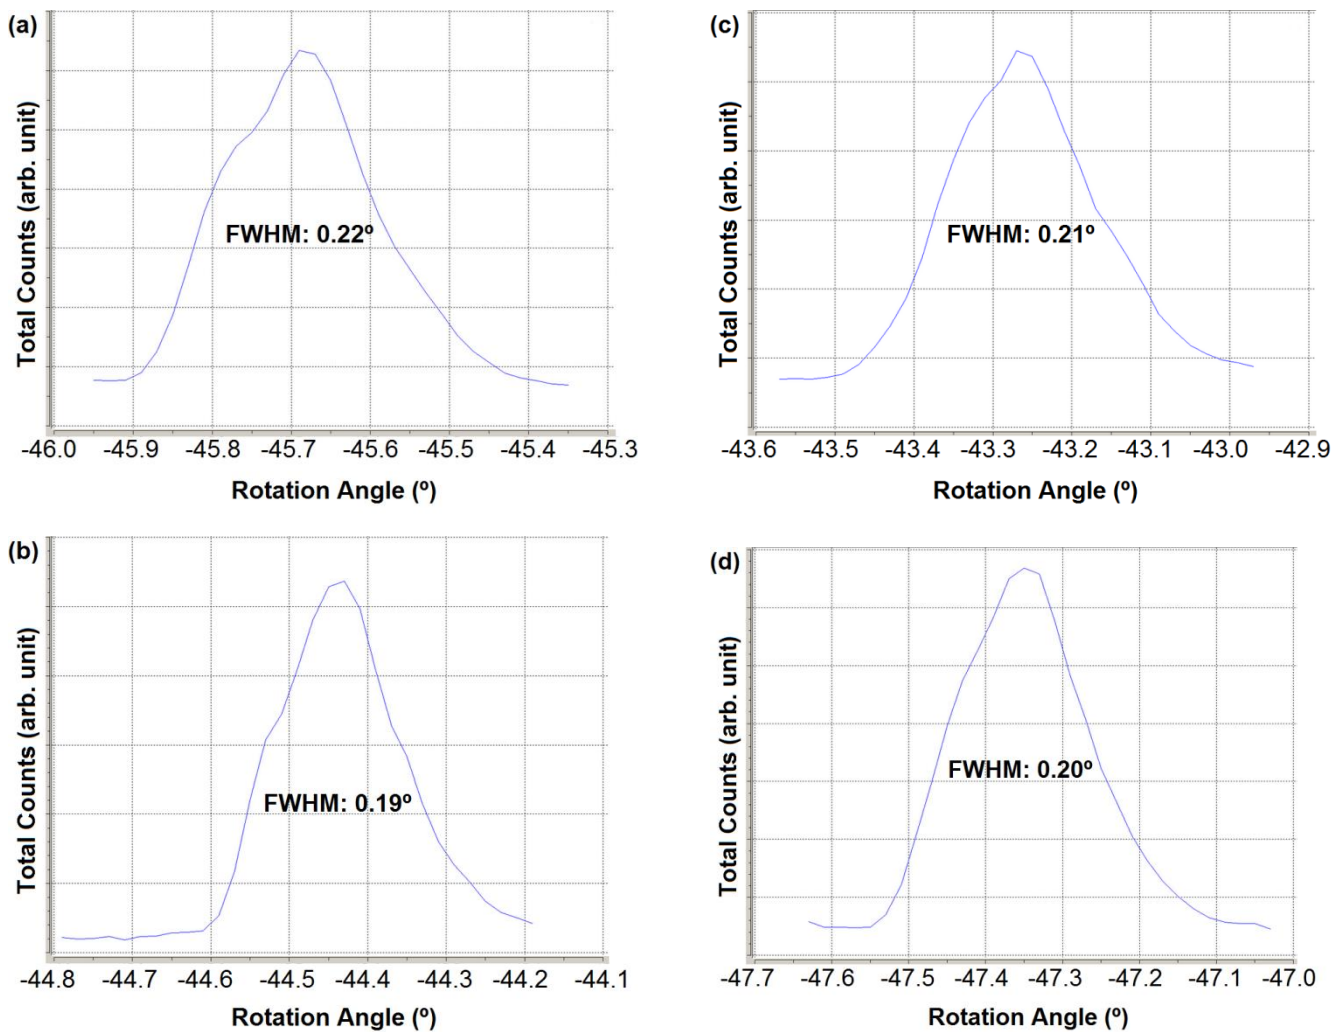 (a)
Total Counts (arb. unit)
FWHM: 0.22º
-46.0 -45.9 -45.8 -45.7 -45.6 -45.5 -45.4 -45.3
Rotation Angle (º)
(b)
Total Counts (arb. unit)
FWHM: 0.19º
-44.8 -44.7 -44.6 -44.5 -44.4 -44.3 -44.2 -44.1
Rotation Angle (º)
(c)
Total Counts (arb. unit)
FWHM: 0.21º
-43.6 -43.5 -43.4 -43.3 -43.2 -43.1 -43.0 -42.9
Rotation Angle (º)
(d)
Total Counts (arb. unit)
FWHM: 0.20º
-47.7 -47.6 -47.5 -47.4 -47.3 -47.2 -47.1 -47.0
Rotation Angle (º)